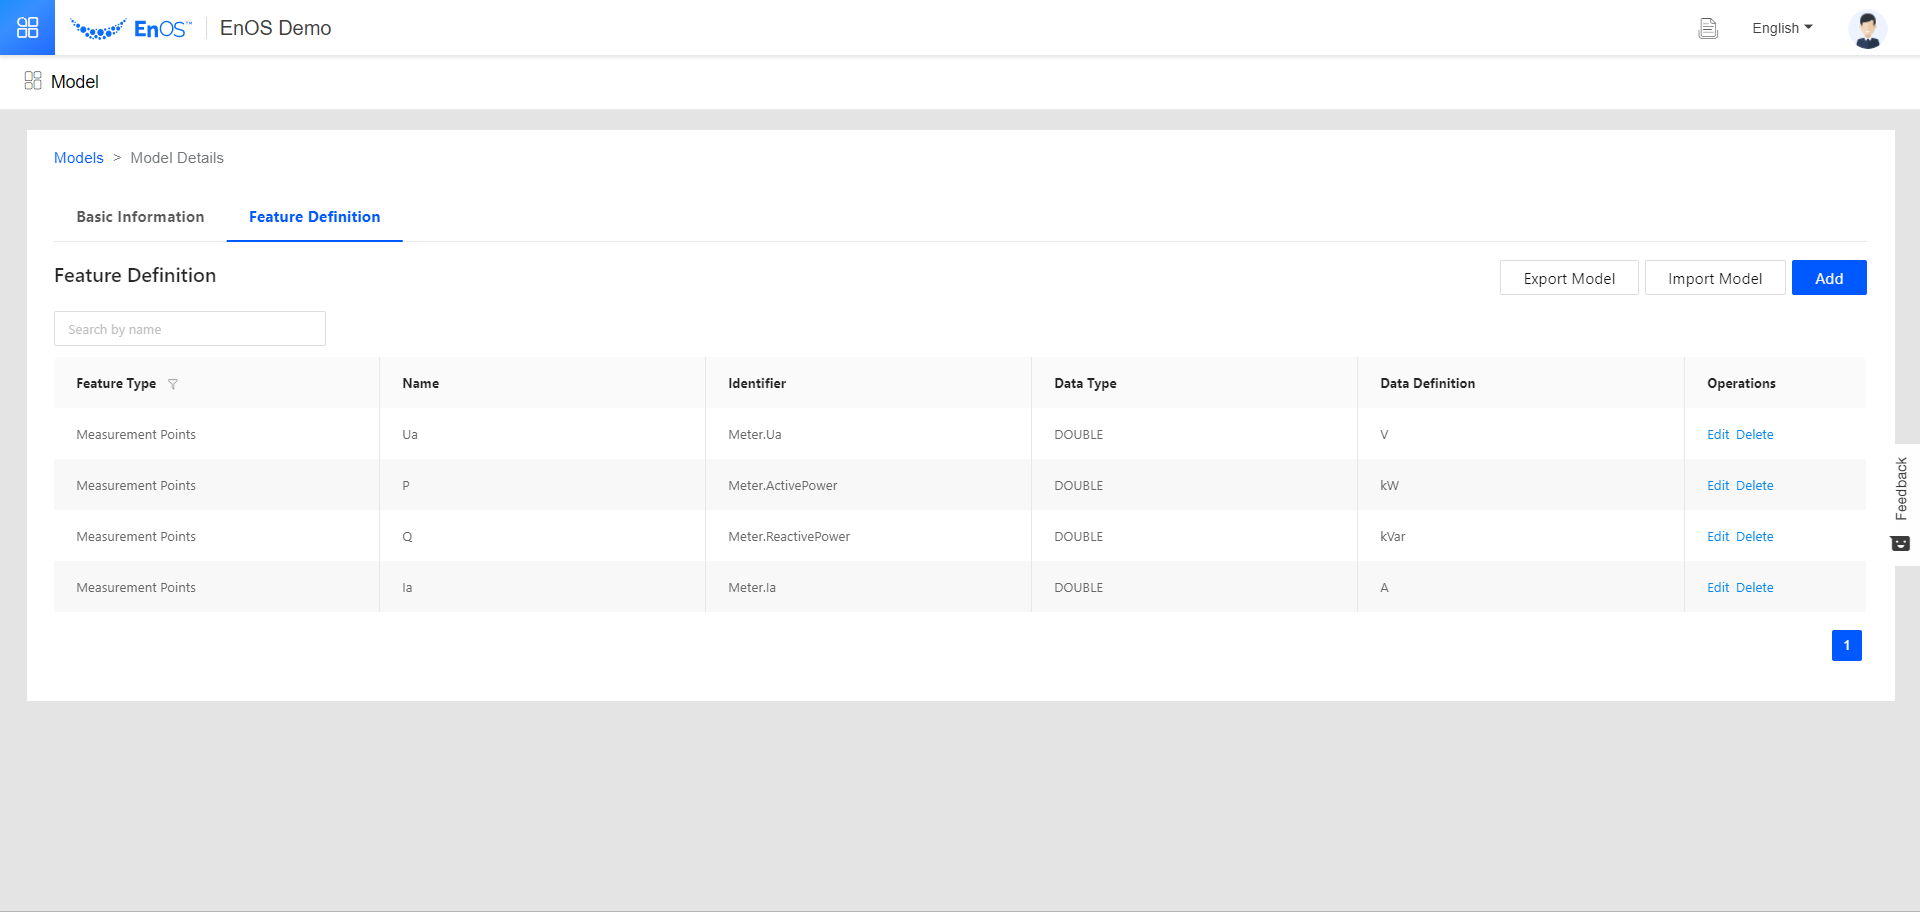 EnOS™ EnOS Demo English
Model
Models > Model Details
Basic Information Feature Definition
Feature Definition Export Model Import Model Add
Search by name
Feature Type Name Identifier Data Type Data Definition Operations
Measurement Points Ua Meter.Ua DOUBLE V Edit Delete
Measurement Points P Meter.ActivePower DOUBLE kW Edit Delete
Measurement Points Q Meter.ReactivePower DOUBLE kVar Edit Delete
Measurement Points Ia Meter.Ia DOUBLE A Edit Delete
1
Feedback